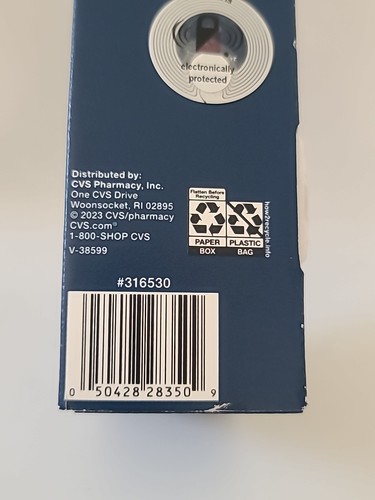 electronically
protected
Distributed by:
CVS Pharmacy, Inc.
One CVS Drive
Woonsocket, RI 02895
© 2023 CVS/pharmacy
CVS.com®
1-800-SHOP CVS
V-38599
Flatten Before
Recycling
PAPER
BOX
PLASTIC
BAG
how2recycle.info
#316530
0 50428 28350 9